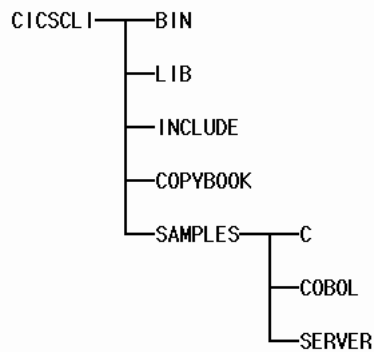 CICSCLI BIN
LIB
INCLUDE
COPYBOOK
SAMPLES C
COBOL
SERVER